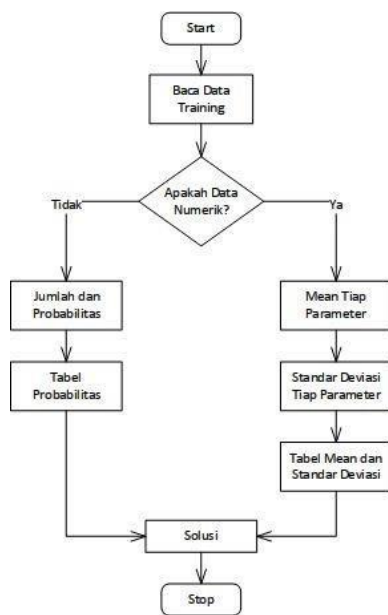 Start
Baca Data
Training
Apakah Data
Numerik?
Tidak
Ya
Jumlah dan
Probabilitas
Mean Tiap
Parameter
Tabel
Probabilitas
Standar Deviasi
Tiap Parameter
Tabel Mean dan
Standar Deviasi
Solusi
Stop